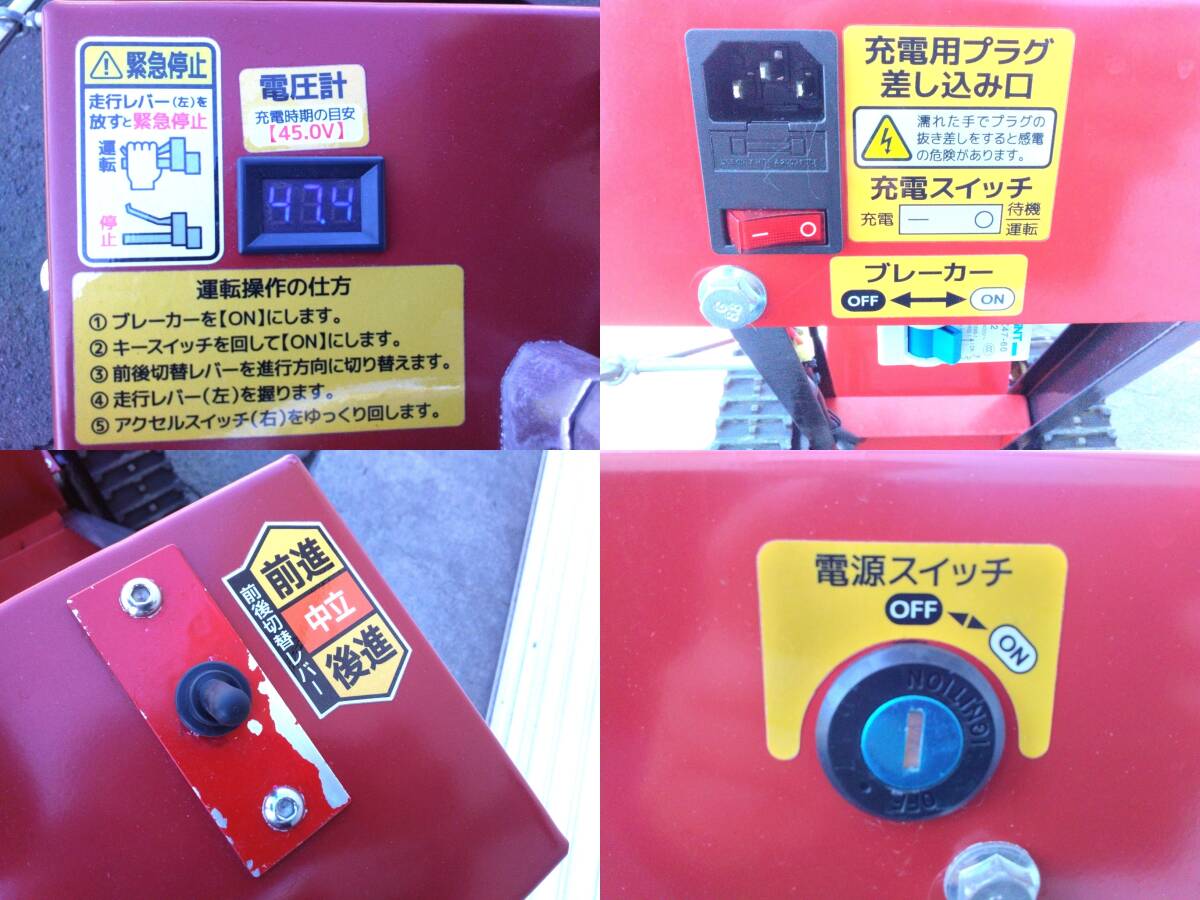 緊急停止
走行レバー(左)を
放すと緊急停止
運転
停止
電圧計
充電時期の目安
【45.0V】
47.4
運転操作の仕方
① ブレーカーを【ON】にします。
② キースイッチを回して【ON】にします。
③ 前後切替レバーを進行方向に切り替えます。
④ 走行レバー(左)を握ります。
⑤ アクセルスイッチ(右)をゆっくり回します。
充電用プラグ
差し込み口
濡れた手でプラグの
抜き差しをすると感電
の危険があります。
充電スイッチ
充電 ― ○ 待機
運転
― ○
ブレーカー
OFF ON
前進
中立
後進
前後切替レバー
電源スイッチ
OFF
ON
IGNITION
OFF